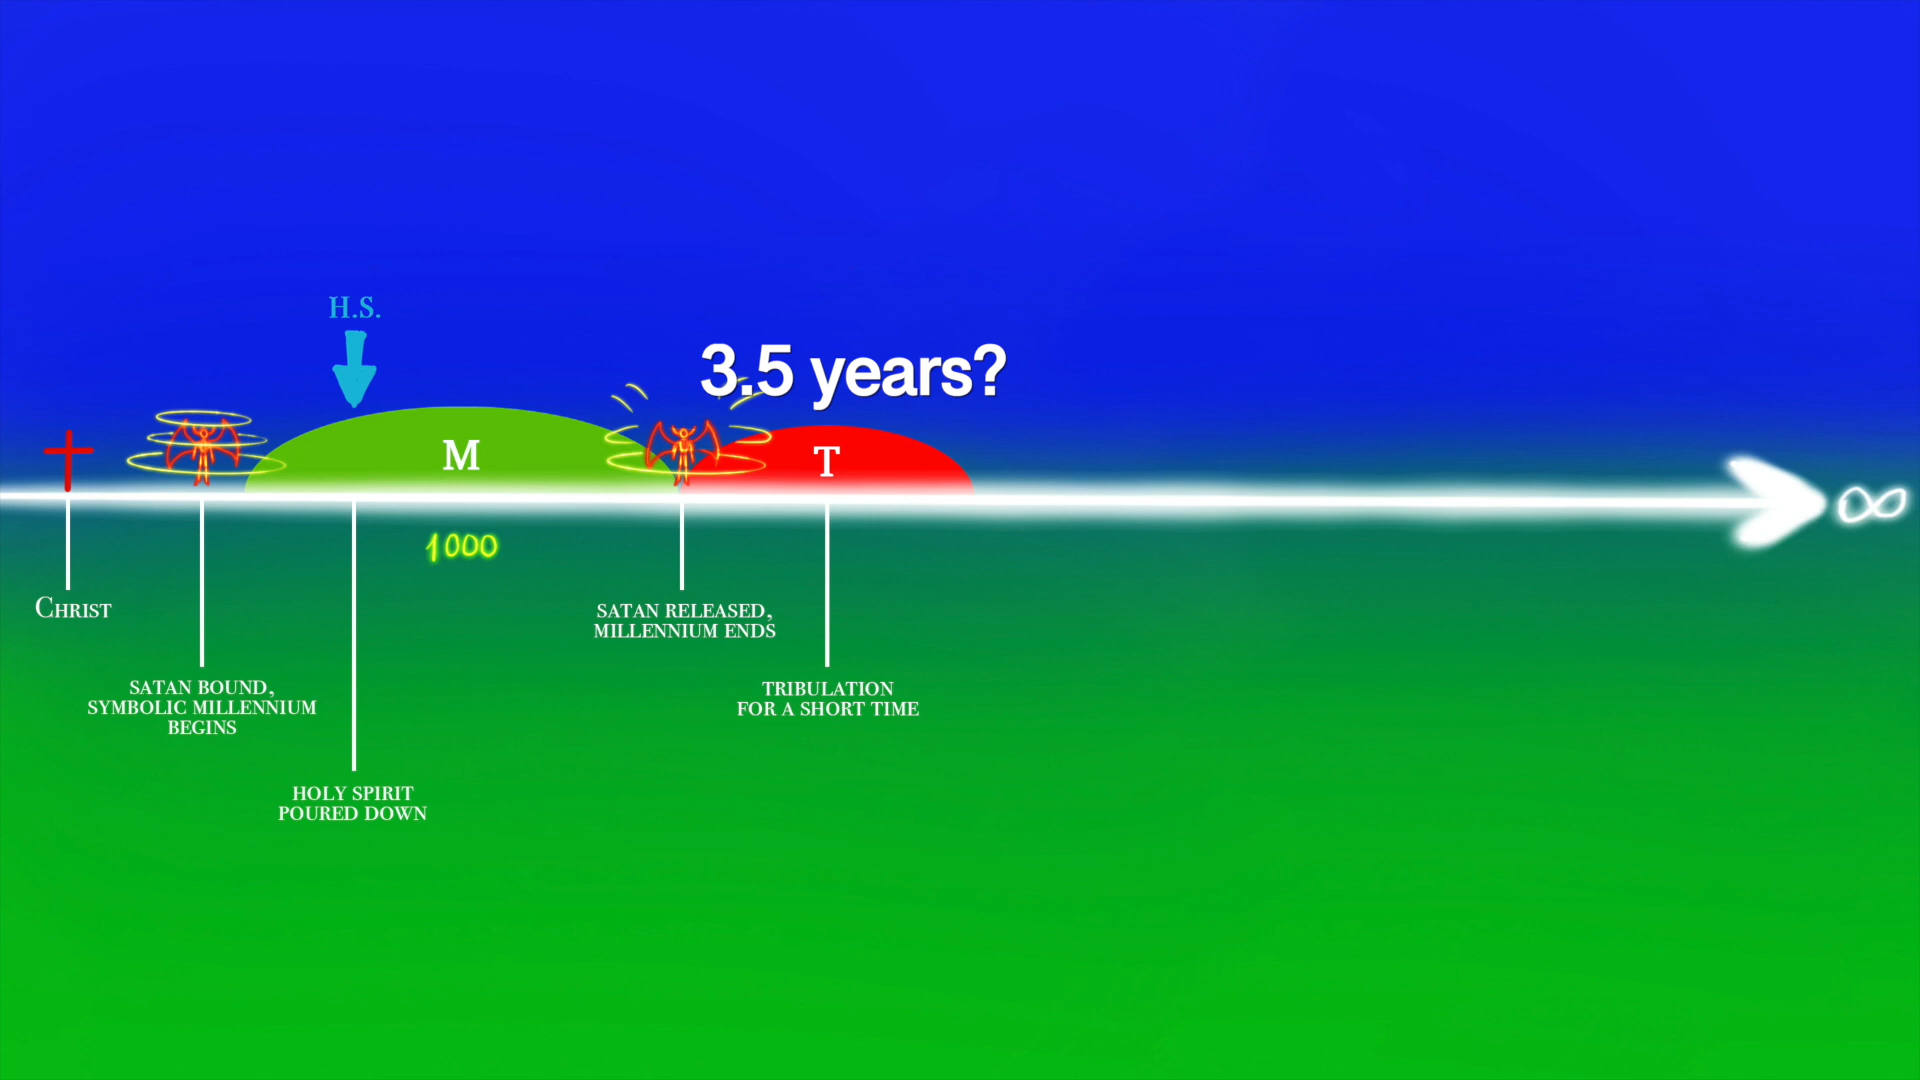 H.S.
3.5 years?
M
T
∞
1000
Christ
SATAN RELEASED,
MILLENNIUM ENDS
SATAN BOUND,
SYMBOLIC MILLENNIUM
BEGINS
TRIBULATION
FOR A SHORT TIME
HOLY SPIRIT
POURED DOWN